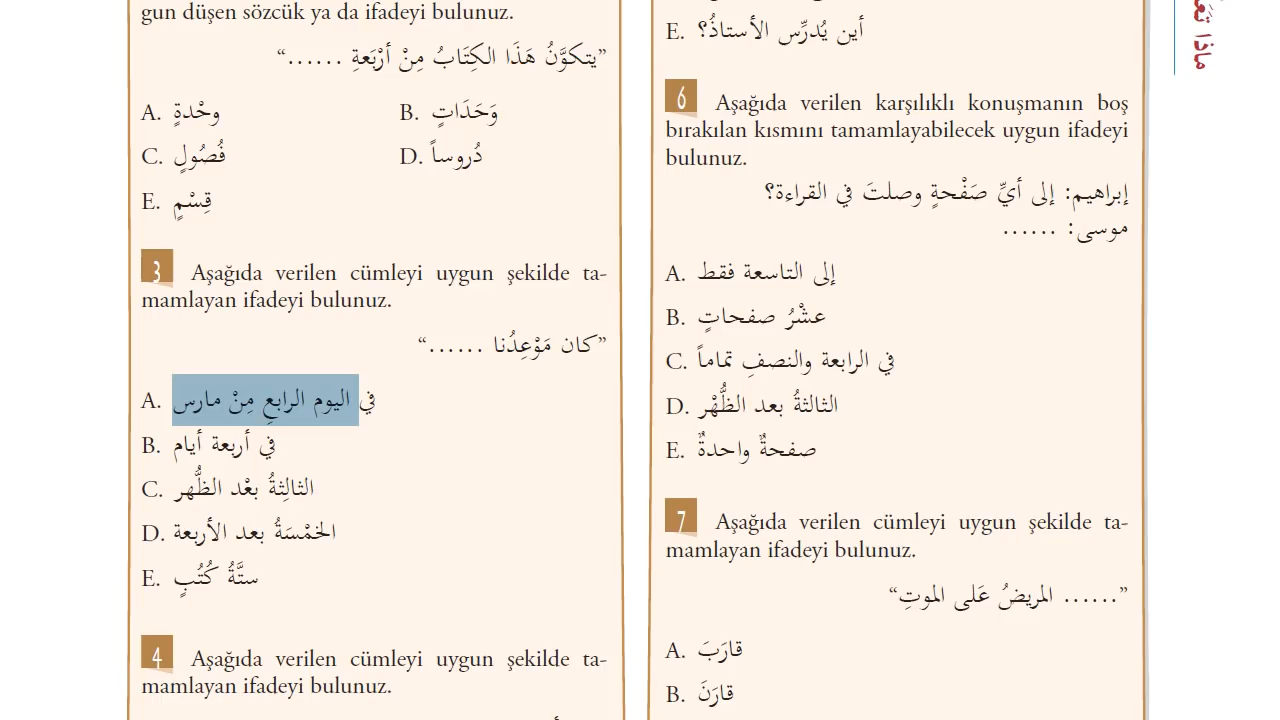 gun düşen sözcük ya da ifadeyi bulunuz.
”يتكوَّنُ هَذَا الكِتَابُ مِنْ أرْبَعَةِ ......“
A. وحْدةٍ
B. وَحَدَاتٍ
C. فُصُولٍ
D. دُروساً
E. قِسْمٍ
3 Aşağıda verilen cümleyi uygun şekilde ta-
mamlayan ifadeyi bulunuz.
”كان مَوْعِدُنا ......“
A. في اليوم الرابعِ مِنْ مارس
B. في أربعة أيام
C. الثالِثةُ بعْد الظُّهر
D. الخمْسَةُ بعد الأربعة
E. ستَّةُ كُتُبٍ
4 Aşağıda verilen cümleyi uygun şekilde ta-
mamlayan ifadeyi bulunuz.
E. أين يُدرِّس الأستاذُ؟
6 Aşağıda verilen karşılıklı konuşmanın boş
bırakılan kısmını tamamlayabilecek uygun ifadeyi
bulunuz.
إبراهيم: إلى أيِّ صَفْحةٍ وصلتَ في القراءة؟
موسى: ......
A. إلى التاسعة فقط
B. عشْرُ صفحاتٍ
C. في الرابعة والنصفِ تماماً
D. الثالثةُ بعد الظُّهْر
E. صفحةٌ واحدةٌ
7 Aşağıda verilen cümleyi uygun şekilde ta-
mamlayan ifadeyi bulunuz.
”...... المريضُ عَلى الموتِ“
A. قارَبَ
B. قارَنَ
ماذا